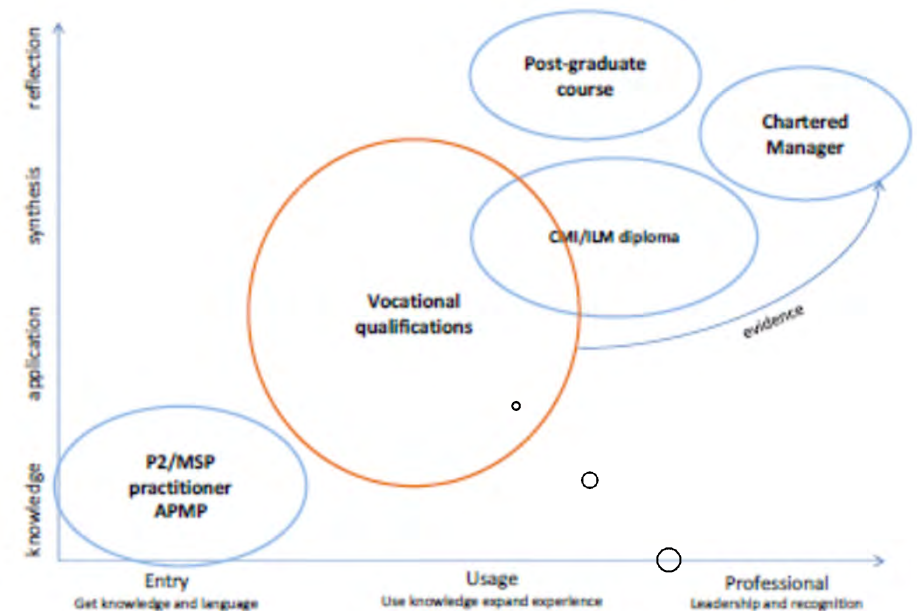 reflection
synthesis
application
knowledge
Post-graduate
course
Chartered
Manager
CMI/ILM diploma
Vocational
qualifications
evidence
P2/MSP
practitioner
APMP
Entry
Get knowledge and language
Usage
Use knowledge expand experience
Professional
Leadership and recognition